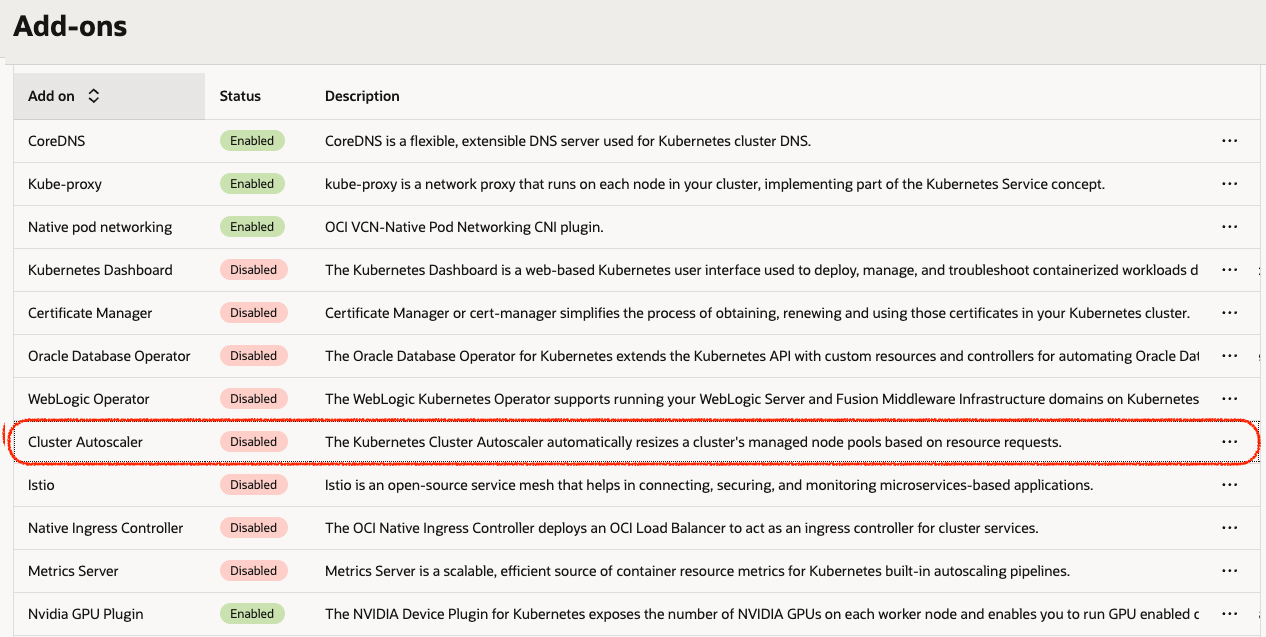 Add-ons
Add on Status Description
CoreDNS Enabled CoreDNS is a flexible, extensible DNS server used for Kubernetes cluster DNS.
Kube-proxy Enabled kube-proxy is a network proxy that runs on each node in your cluster, implementing part of the Kubernetes Service concept.
Native pod networking Enabled OCI VCN-Native Pod Networking CNI plugin.
Kubernetes Dashboard Disabled The Kubernetes Dashboard is a web-based Kubernetes user interface used to deploy, manage, and troubleshoot containerized workloads
Certificate Manager Disabled Certificate Manager or cert-manager simplifies the process of obtaining, renewing and using those certificates in your Kubernetes cluster.
Oracle Database Operator Disabled The Oracle Database Operator for Kubernetes extends the Kubernetes API with custom resources and controllers for automating Oracle
WebLogic Operator Disabled The WebLogic Kubernetes Operator supports running your WebLogic Server and Fusion Middleware Infrastructure domains on Kubernetes
Cluster Autoscaler Disabled The Kubernetes Cluster Autoscaler automatically resizes a cluster's managed node pools based on resource requests.
Istio Disabled Istio is an open-source service mesh that helps in connecting, securing, and monitoring microservices-based applications.
Native Ingress Controller Disabled The OCI Native Ingress Controller deploys an OCI Load Balancer to act as an ingress controller for cluster services.
Metrics Server Disabled Metrics Server is a scalable, efficient source of container resource metrics for Kubernetes built-in autoscaling pipelines.
Nvidia GPU Plugin Enabled The NVIDIA Device Plugin for Kubernetes exposes the number of NVIDIA GPUs on each worker node and enables you to run GPU enabled